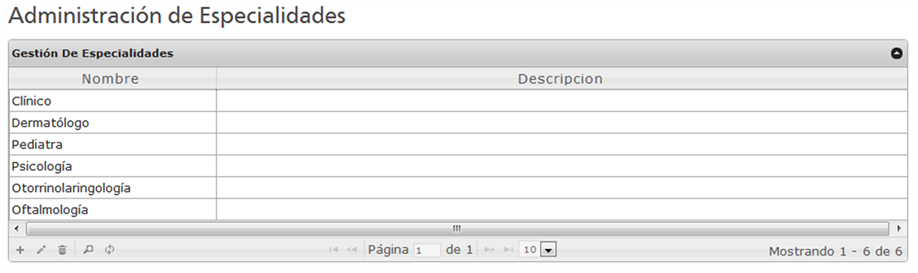 Administración de Especialidades
Gestión De Especialidades
Nombre Descripcion
Clínico
Dermatólogo
Pediatra
Psicología
Otorrinolaringología
Oftalmología
Página 1 de 1 10 Mostrando 1 - 6 de 6